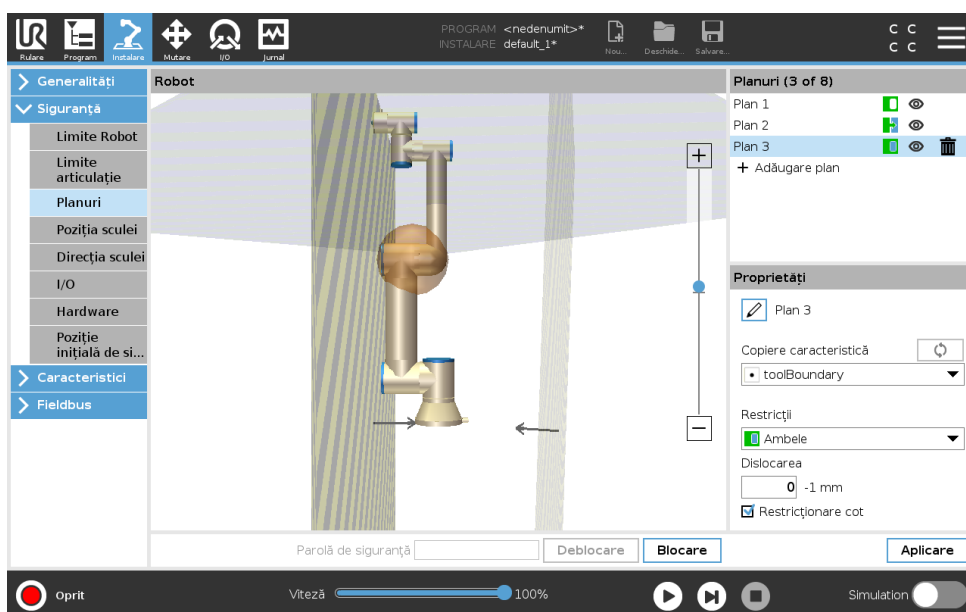 PROGRAM <nedenumit>*
INSTALARE default_1*
Rulare
Program
Instalare
Mutare
I/O
Jurnal
Nou...
Deschide...
Salvare...
C C
C C
Generalități
Siguranță
Limite Robot
Limite
articulație
Planuri
Poziția sculei
Direcția sculei
I/O
Hardware
Poziție
inițială de si...
Caracteristici
Fieldbus
Robot
Planuri (3 of 8)
Plan 1
Plan 2
Plan 3
+ Adăugare plan
Proprietăți
Plan 3
Copiere caracteristică
toolBoundary
Restricții
Ambele
Dislocarea
0 -1 mm
Restricționare cot
Parolă de siguranță
Deblocare
Blocare
Aplicare
Oprit
Viteză
100%
Simulation